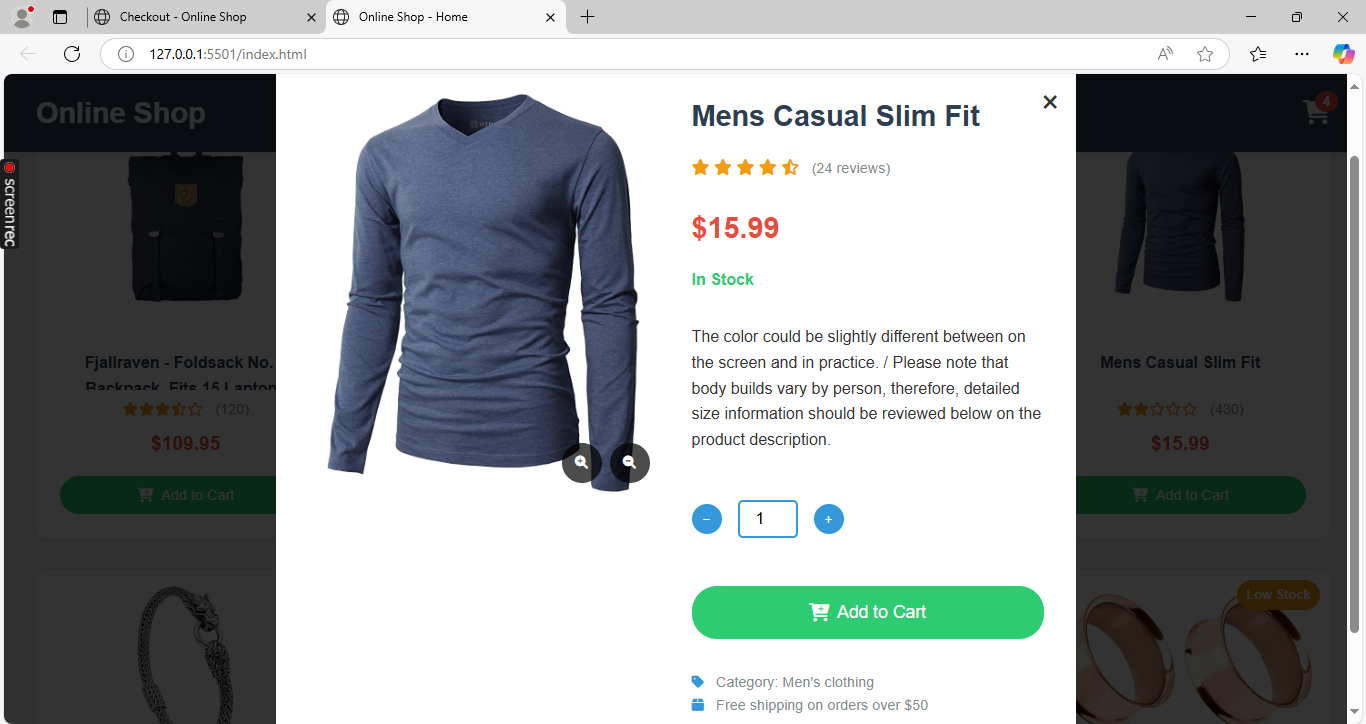 Checkout - Online Shop
Online Shop - Home
127.0.0.1:5501/index.html
Online Shop
4
screenrec
Mens Casual Slim Fit
(24 reviews)
$15.99
In Stock
The color could be slightly different between on
the screen and in practice. / Please note that
body builds vary by person, therefore, detailed
size information should be reviewed below on the
product description.
− 1 +
Add to Cart
Category: Men's clothing
Free shipping on orders over $50
Fjallraven - Foldsack No.
Backpack, Fits 15 Lapton
(120)
$109.95
Add to Cart
Mens Casual Slim Fit
(430)
$15.99
Add to Cart
Low Stock